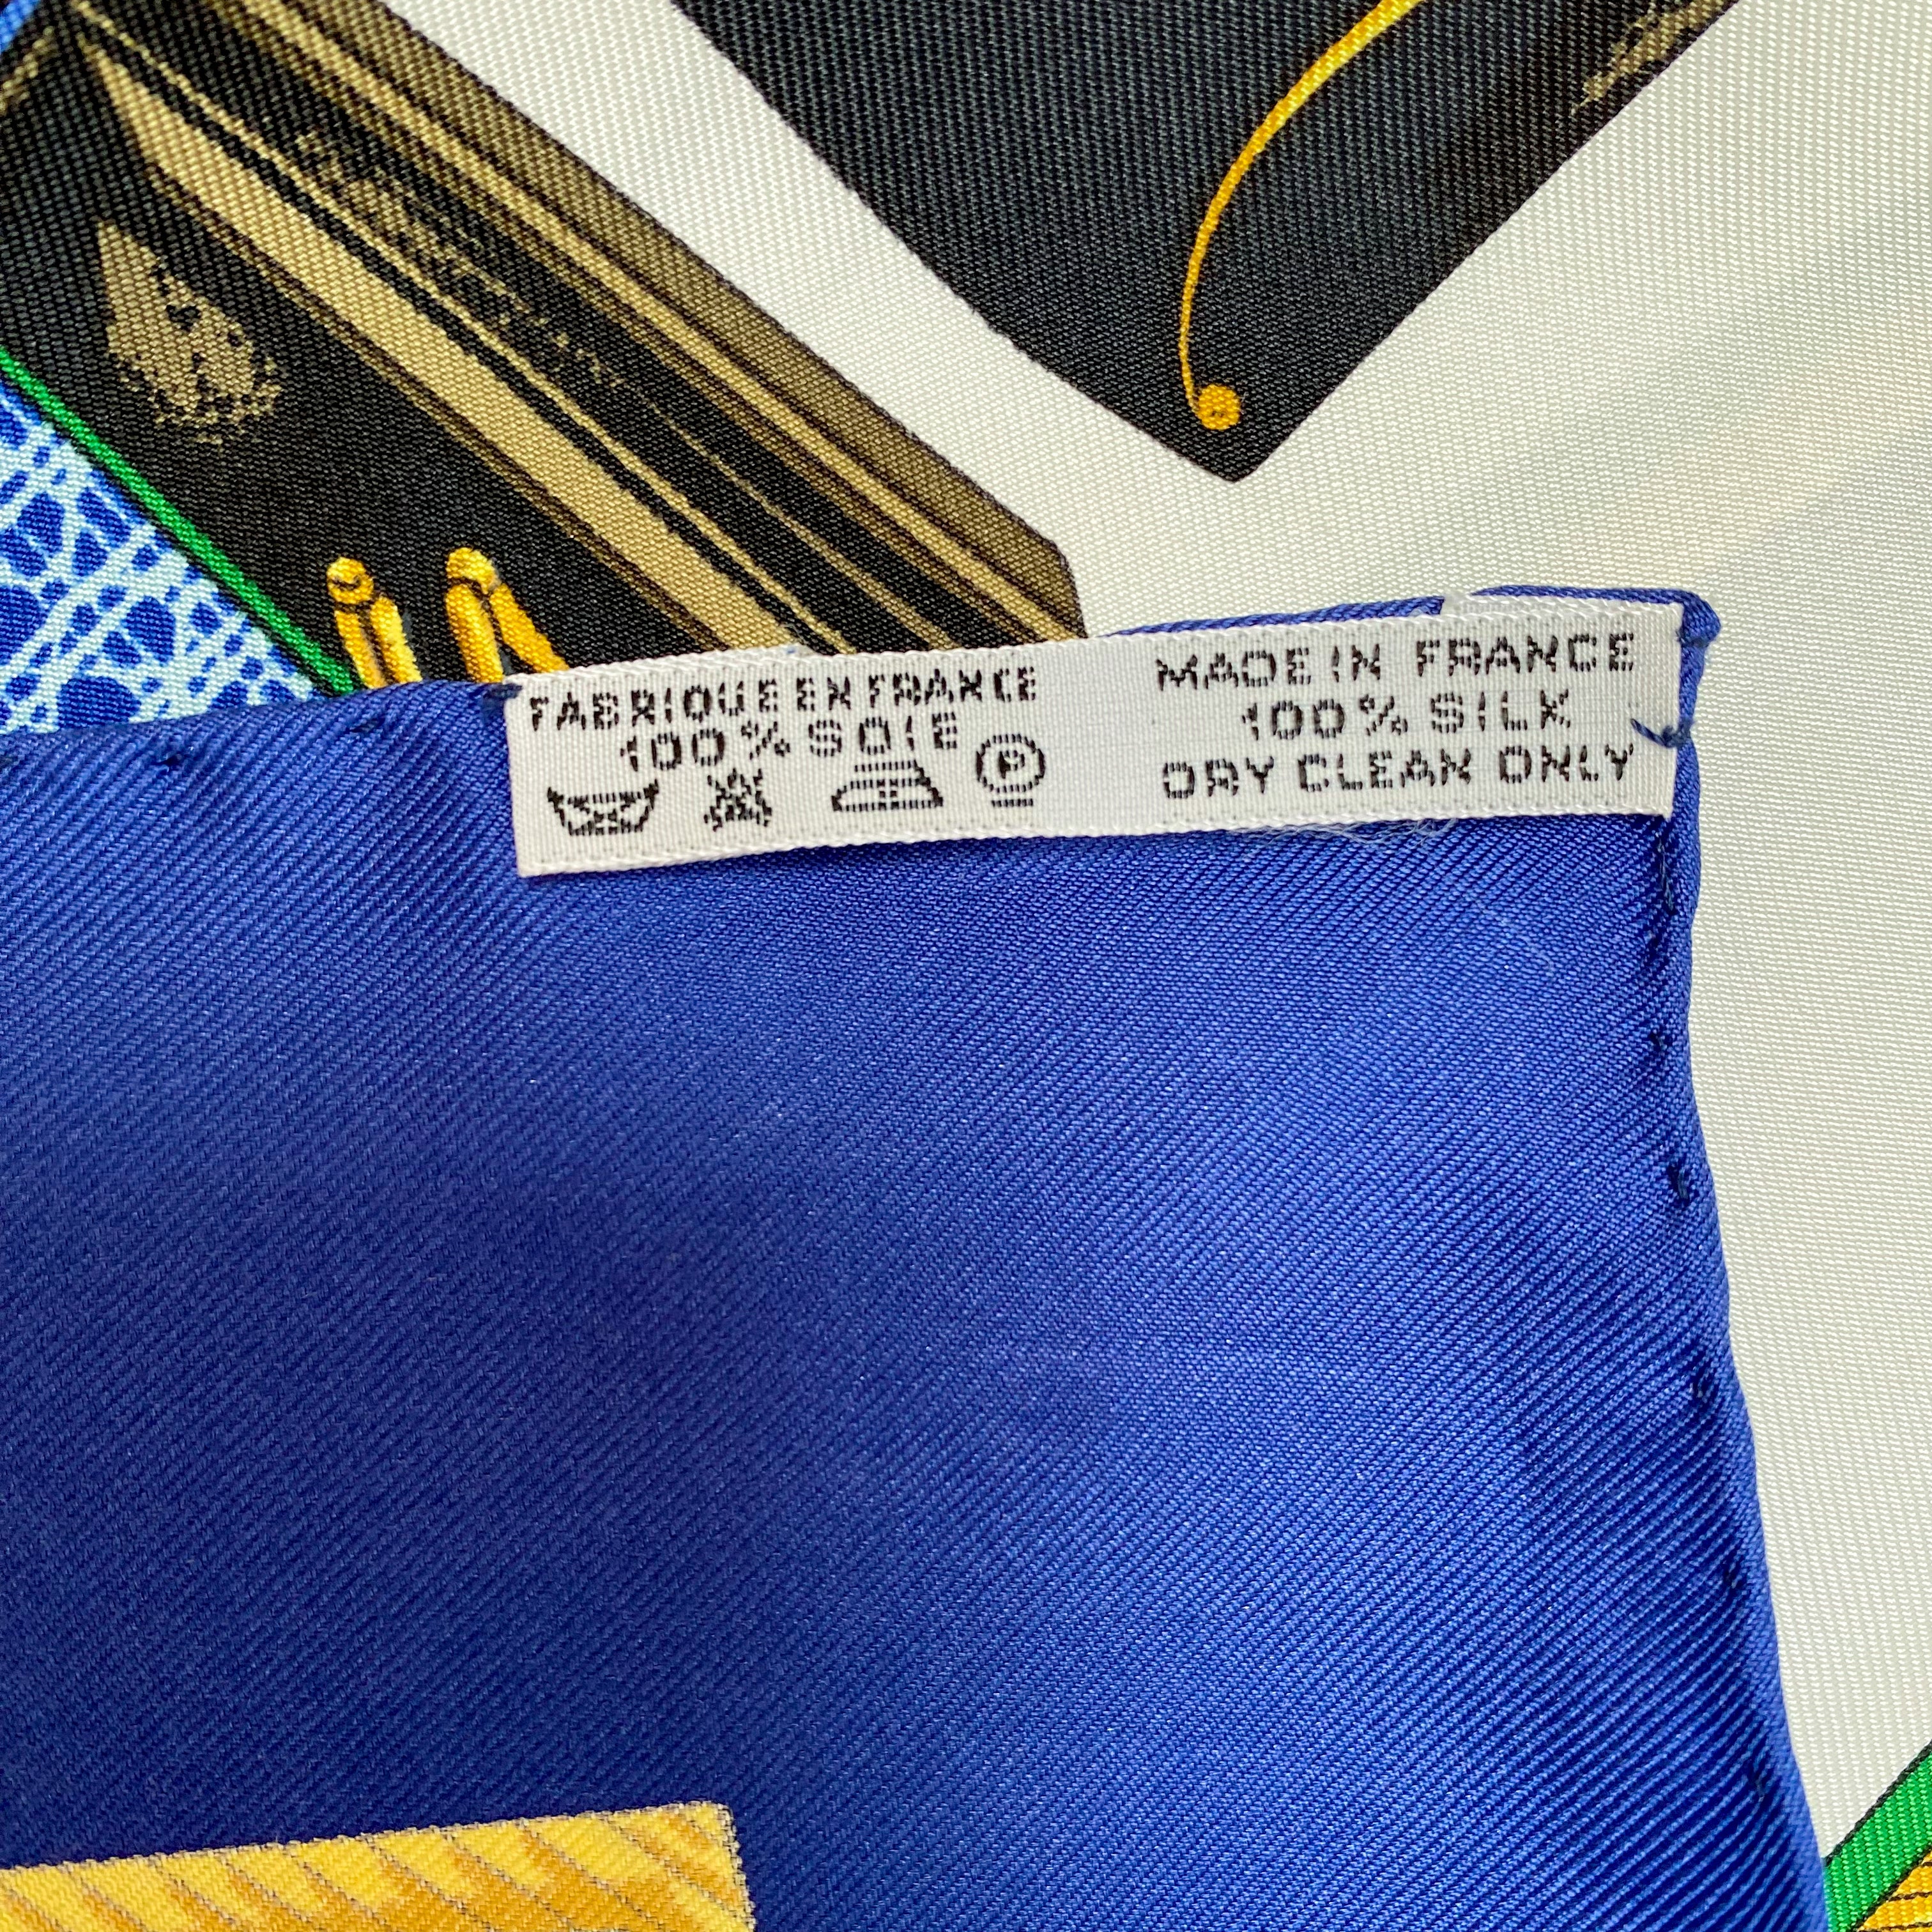 FABRIQUE EN FRANCE
100% SOIE
P
MADE IN FRANCE
100% SILK
DRY CLEAN ONLY